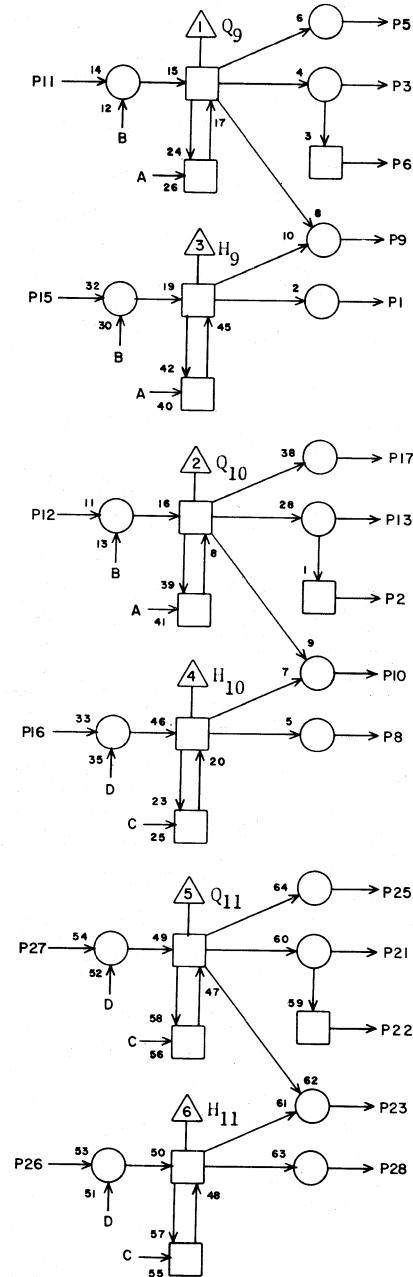 1 Q9 6 P5
P11 14 15 4 P3
12 17
B 24 3 P6
A 26
8
3 H9 10 P9
P15 32 19 2 P1
30 45
B 42
A 40
2 Q10 38 P17
P12 11 16 28 P13
13 8
B 39 1 P2
A 41
9
4 H10 7 P10
P16 33 46 5 P8
35 20
D 23
C 25
5 Q11 64 P25
P27 54 49 60 P21
52 47
D 58 59 P22
C 56
62
6 H11 61 P23
P26 53 50 63 P28
51 48
D 57
C 55